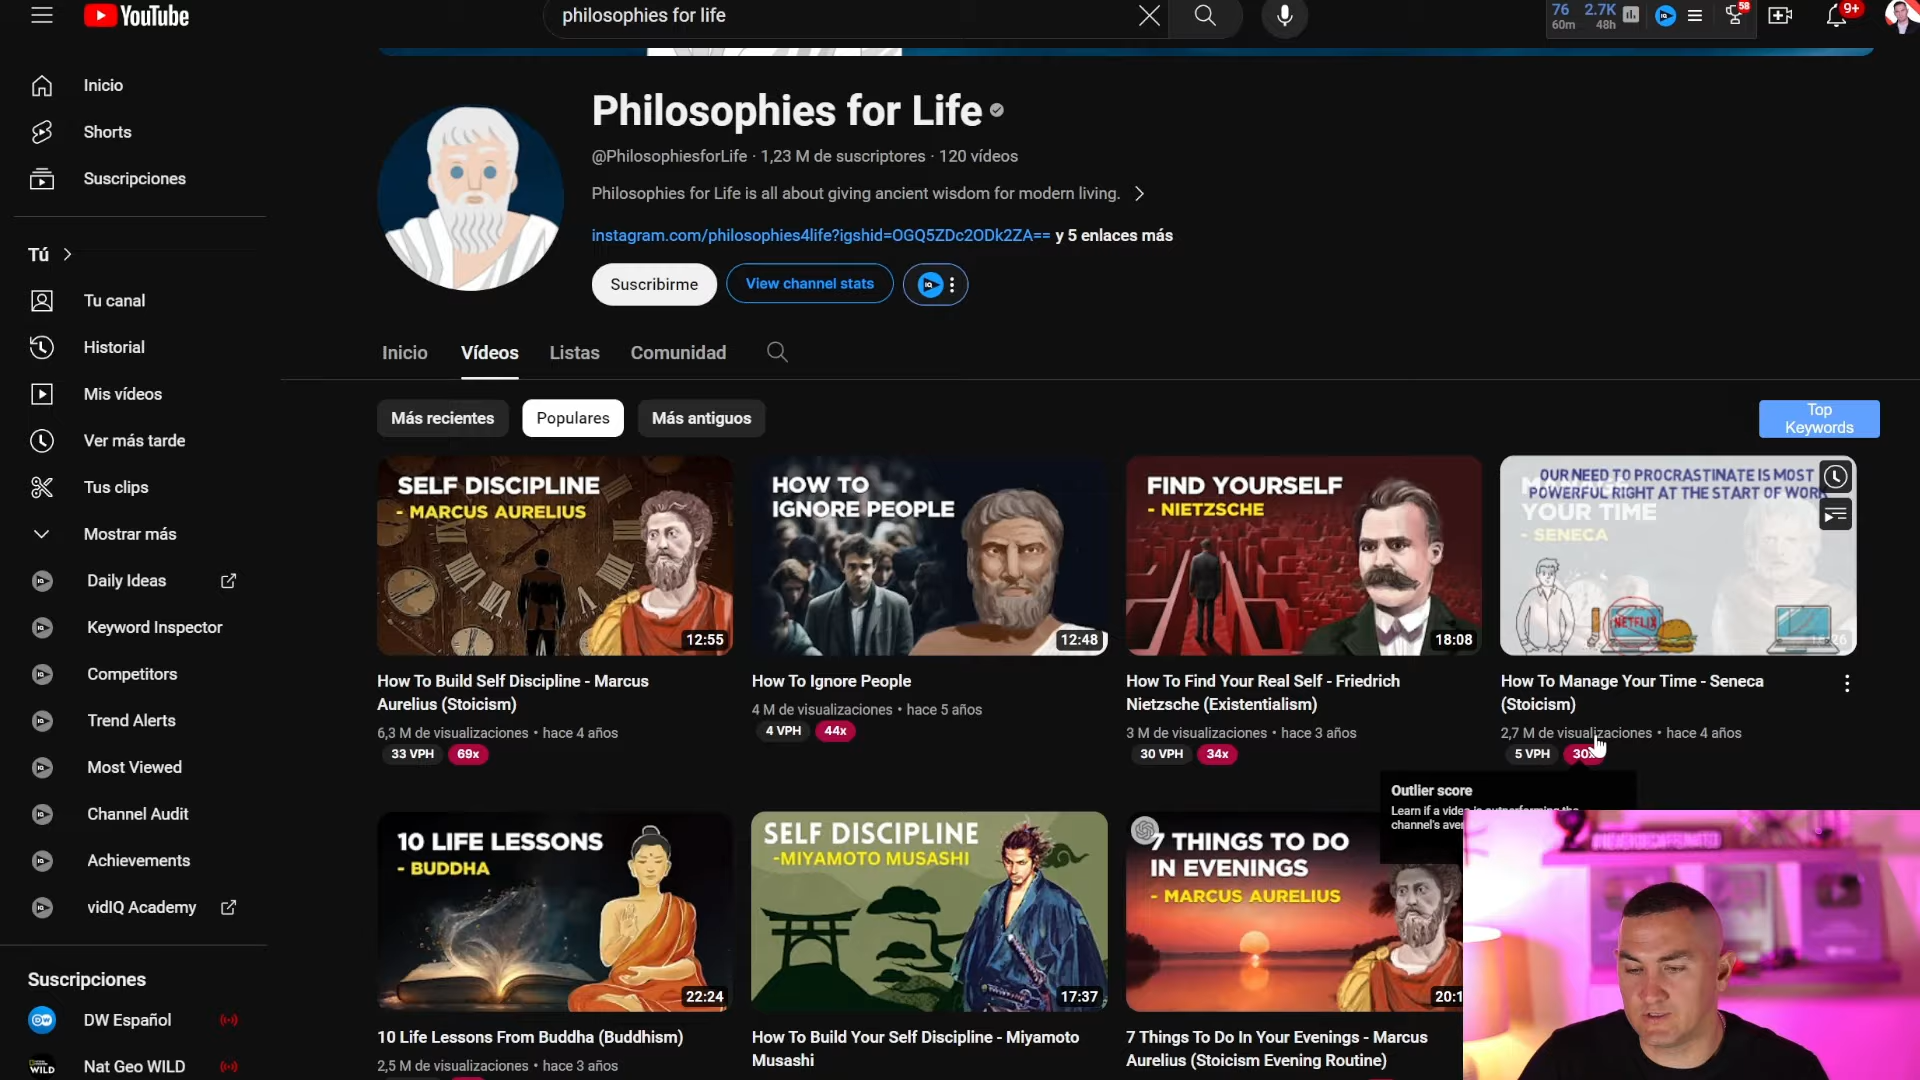 YouTube
philosophies for life
76
60m
2.7K
48h
58
9+
Inicio
Shorts
Suscripciones
Tú
Tu canal
Historial
Mis vídeos
Ver más tarde
Tus clips
Mostrar más
Daily Ideas
Keyword Inspector
Competitors
Trend Alerts
Most Viewed
Channel Audit
Achievements
vidIQ Academy
Suscripciones
DW Español
Nat Geo WILD
Philosophies for Life
@PhilosophiesforLife · 1,23 M de suscriptores · 120 vídeos
Philosophies for Life is all about giving ancient wisdom for modern living.
instagram.com/philosophies4life?igshid=OGQ5ZDc2ODk2ZA== y 5 enlaces más
Suscribirme
View channel stats
Inicio
Vídeos
Listas
Comunidad
Más recientes
Populares
Más antiguos
Top
Keywords
SELF DISCIPLINE
- MARCUS AURELIUS
12:55
How To Build Self Discipline - Marcus
Aurelius (Stoicism)
6,3 M de visualizaciones • hace 4 años
33 VPH
69x
HOW TO
IGNORE PEOPLE
12:48
How To Ignore People
4 M de visualizaciones • hace 5 años
4 VPH
44x
FIND YOURSELF
- NIETZSCHE
18:08
How To Find Your Real Self - Friedrich
Nietzsche (Existentialism)
3 M de visualizaciones • hace 3 años
30 VPH
34x
OUR NEED TO PROCRASTINATE IS MOST
POWERFUL RIGHT AT THE START OF WORK
YOUR TIME
- SENECA
NETFLIX
How To Manage Your Time - Seneca
(Stoicism)
2,7 M de visualizaciones • hace 4 años
5 VPH
30x
Outlier score
Learn if a video is outperforming the
channel's
10 LIFE LESSONS
- BUDDHA
22:24
10 Life Lessons From Buddha (Buddhism)
2,5 M de visualizaciones • hace 3 años
SELF DISCIPLINE
-MIYAMOTO MUSASHI
17:37
How To Build Your Self Discipline - Miyamoto
Musashi
7 THINGS TO DO
IN EVENINGS
- MARCUS AURELIUS
20:1
7 Things To Do In Your Evenings - Marcus
Aurelius (Stoicism Evening Routine)